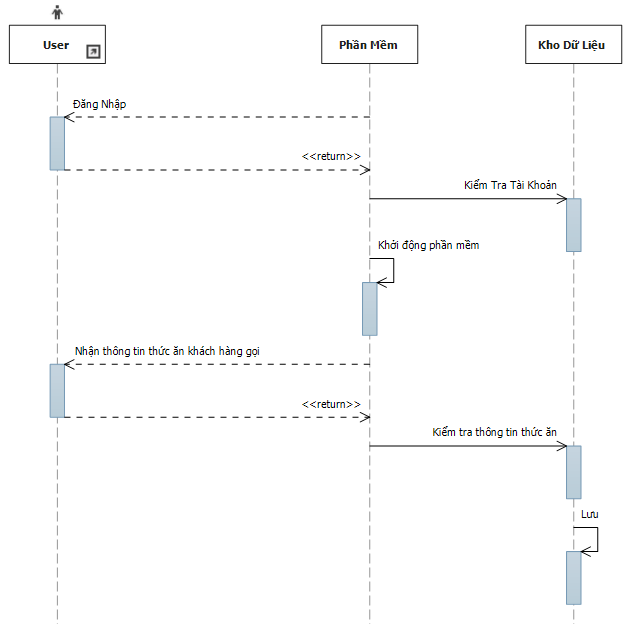 User
Phần Mềm
Kho Dữ Liệu
Đăng Nhập
<<return>>
Kiểm Tra Tài Khoản
Khởi động phần mềm
Nhận thông tin thức ăn khách hàng gọi
<<return>>
Kiểm tra thông tin thức ăn
Lưu